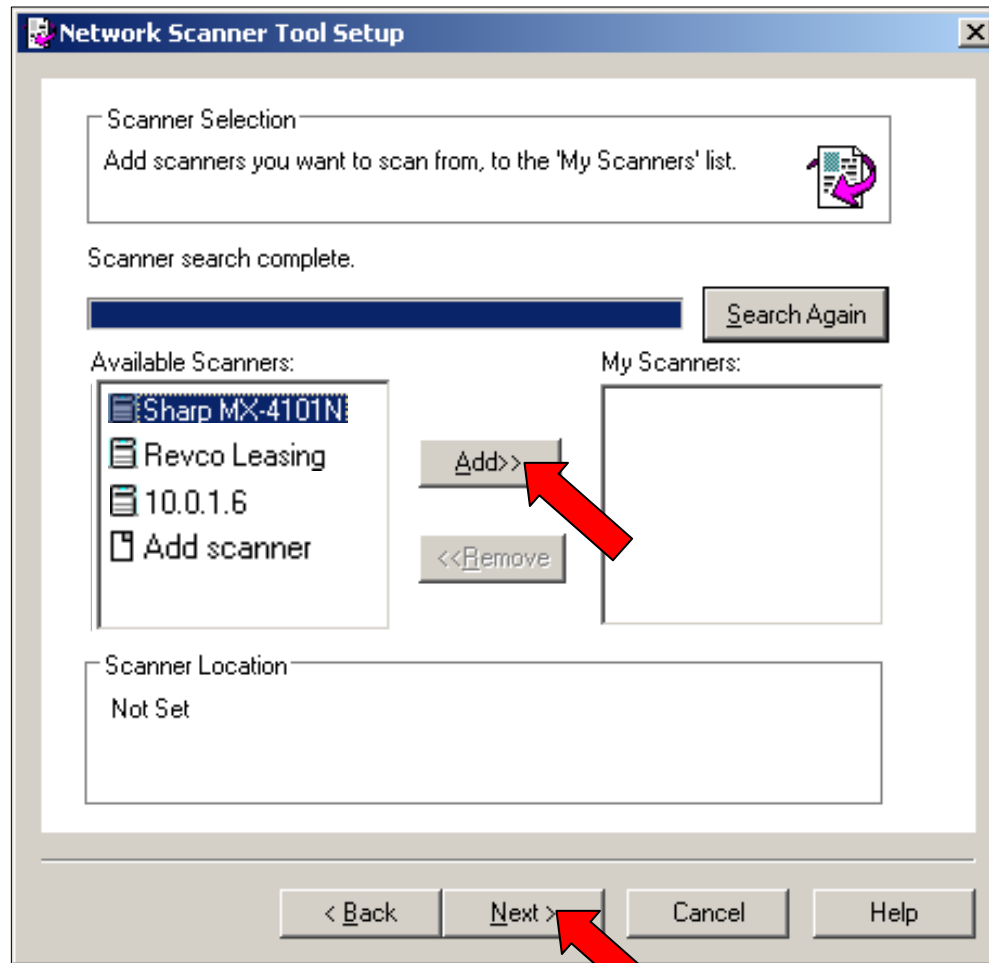 Network Scanner Tool Setup
Scanner Selection
Add scanners you want to scan from, to the 'My Scanners' list.
Scanner search complete.
Search Again
Available Scanners:
My Scanners:
Sharp MX-4101N
Revco Leasing
10.0.1.6
Add scanner
Add>>
<<Remove
Scanner Location
Not Set
< Back
Next >
Cancel
Help